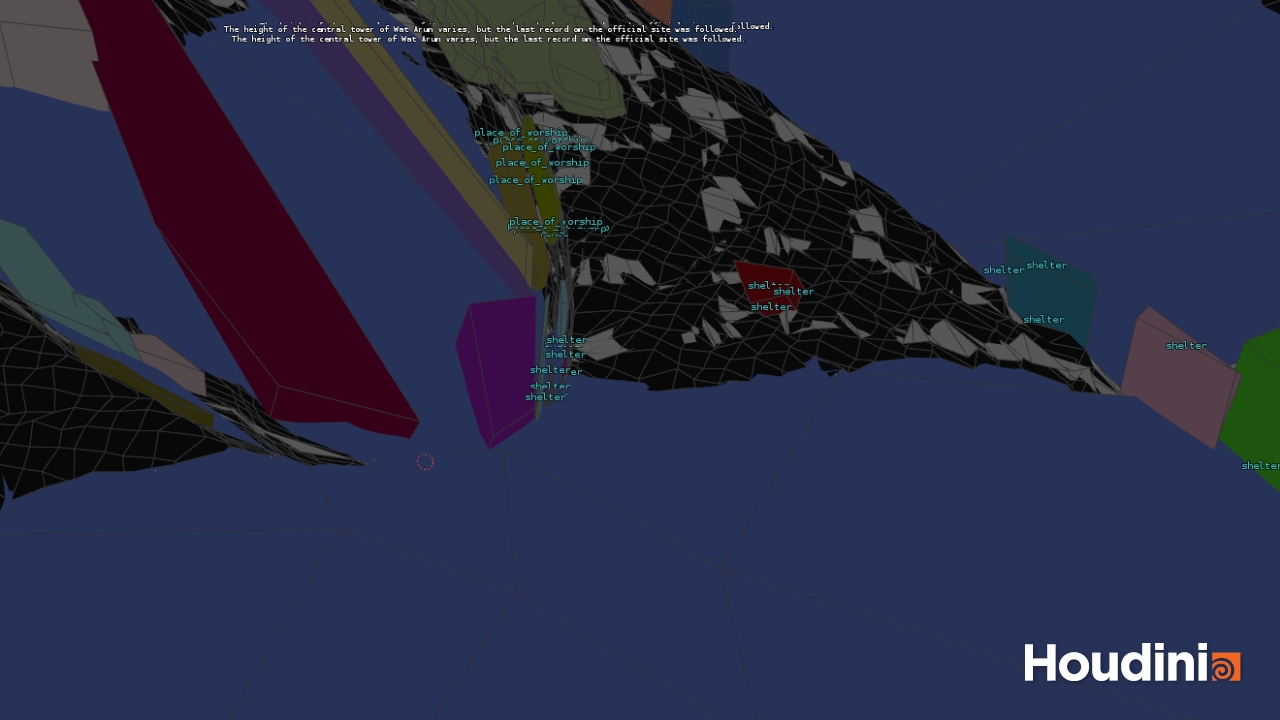 followed.
The height of the central tower of Wat Arun varies, but the last record on the official site was followed.
The height of the central tower of Wat Arun varies, but the last record on the official site was followed.
place_of_worship
place_of_worship
place_of_worship
place_of_worship
place_of_worship
place_of_worship
shelter
shelter
shelter
shelter
shelter
shelter
shelter
shelter
shelter
shelter
shelter
shelter
shelter
shelter
Houdini